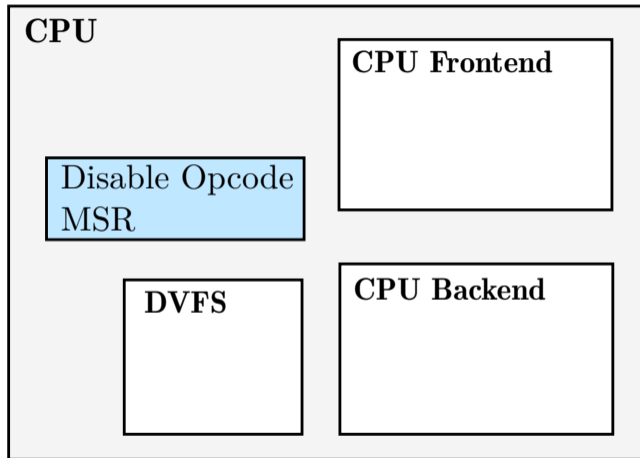 CPU
CPU Frontend
Disable Opcode
MSR
DVFS
CPU Backend